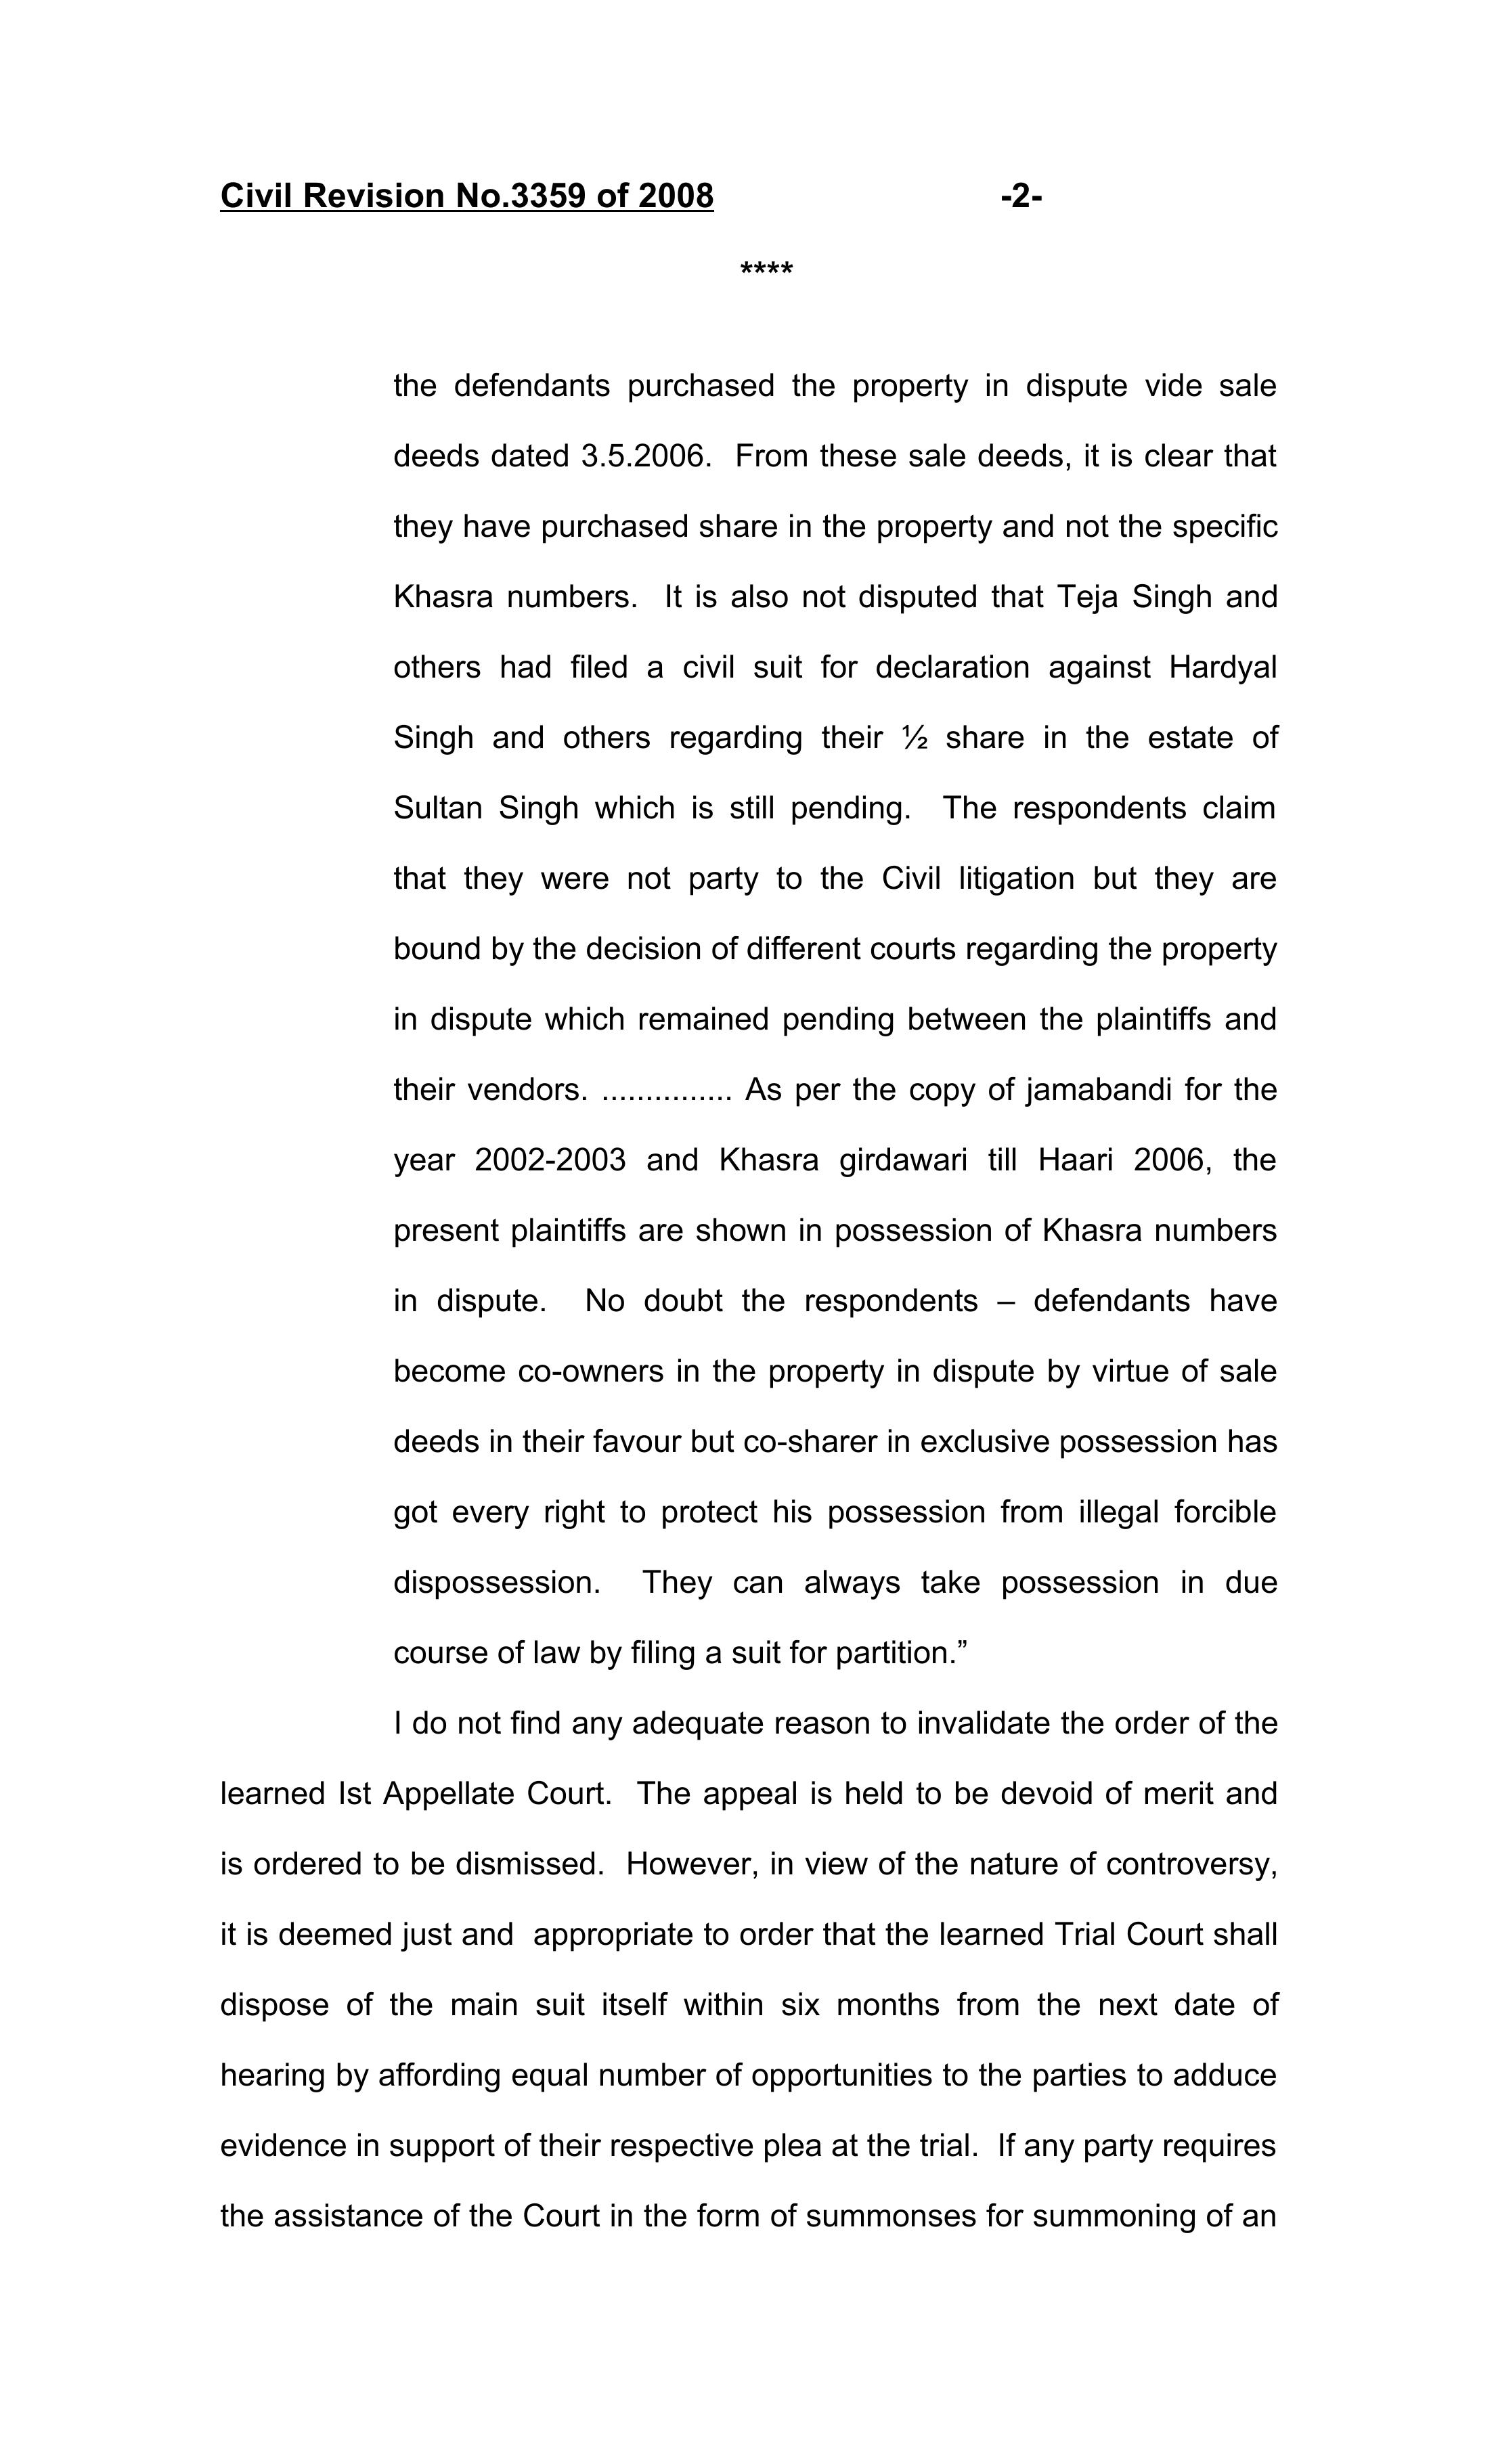 Civil Revision No.3359 of 2008 -2-
****
the defendants purchased the property in dispute vide sale
deeds dated 3.5.2006. From these sale deeds, it is clear that
they have purchased share in the property and not the specific
Khasra numbers. It is also not disputed that Teja Singh and
others had filed a civil suit for declaration against Hardyal
Singh and others regarding their ½ share in the estate of
Sultan Singh which is still pending. The respondents claim
that they were not party to the Civil litigation but they are
bound by the decision of different courts regarding the property
in dispute which remained pending between the plaintiffs and
their vendors. ............... As per the copy of jamabandi for the
year 2002-2003 and Khasra girdawari till Haari 2006, the
present plaintiffs are shown in possession of Khasra numbers
in dispute. No doubt the respondents – defendants have
become co-owners in the property in dispute by virtue of sale
deeds in their favour but co-sharer in exclusive possession has
got every right to protect his possession from illegal forcible
dispossession. They can always take possession in due
course of law by filing a suit for partition.”
I do not find any adequate reason to invalidate the order of the
learned Ist Appellate Court. The appeal is held to be devoid of merit and
is ordered to be dismissed. However, in view of the nature of controversy,
it is deemed just and appropriate to order that the learned Trial Court shall
dispose of the main suit itself within six months from the next date of
hearing by affording equal number of opportunities to the parties to adduce
evidence in support of their respective plea at the trial. If any party requires
the assistance of the Court in the form of summonses for summoning of an